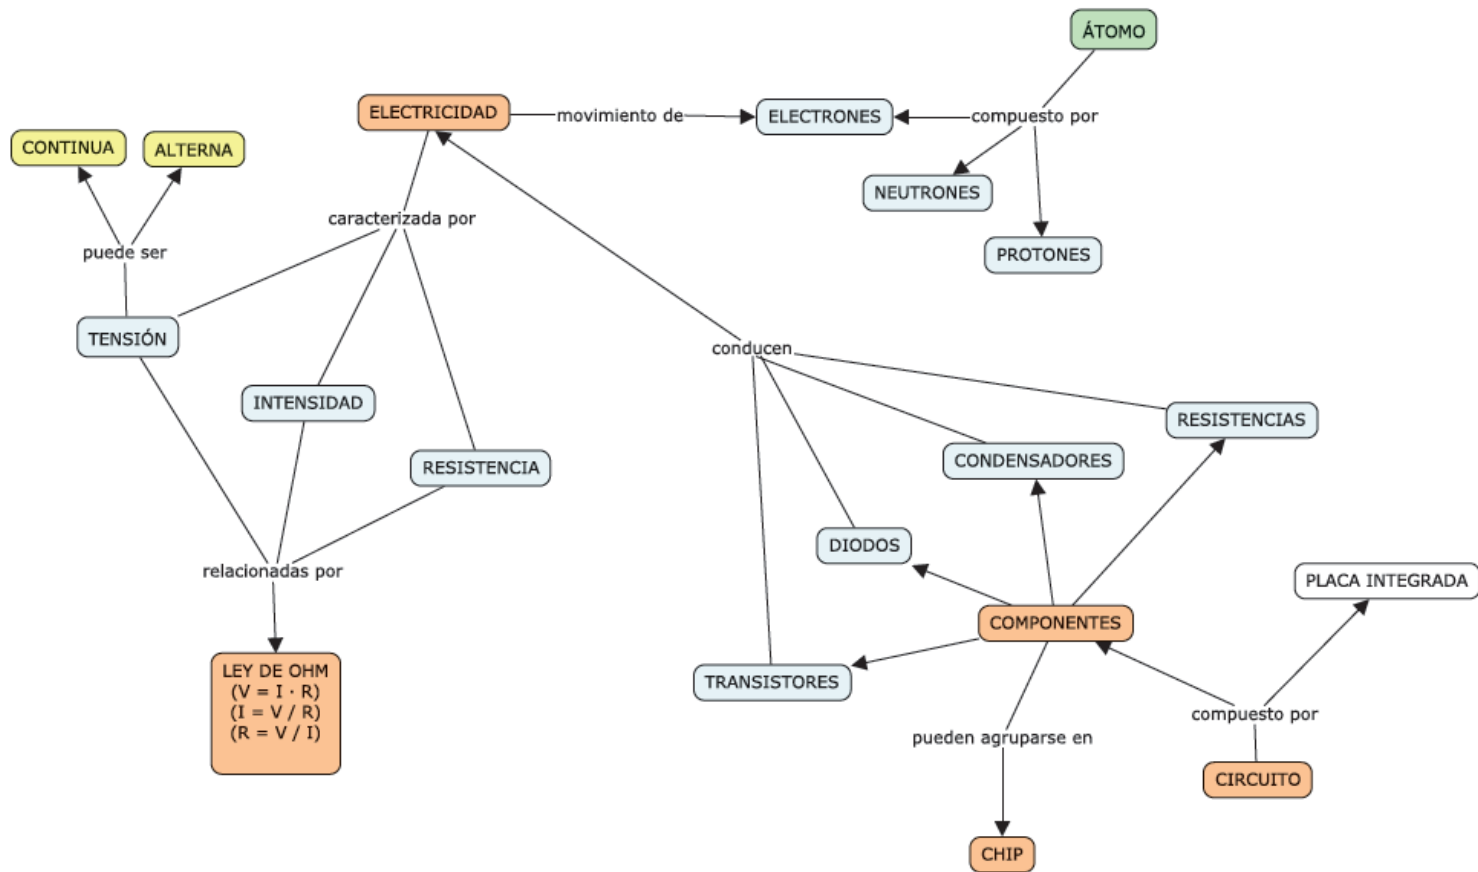 ÁTOMO
ELECTRICIDAD
movimiento de
ELECTRONES
compuesto por
CONTINUA
ALTERNA
NEUTRONES
caracterizada por
puede ser
PROTONES
TENSIÓN
conducen
INTENSIDAD
RESISTENCIAS
RESISTENCIA
CONDENSADORES
DIODOS
relacionadas por
PLACA INTEGRADA
COMPONENTES
LEY DE OHM
(V = I · R)
(I = V / R)
(R = V / I)
TRANSISTORES
compuesto por
pueden agruparse en
CIRCUITO
CHIP